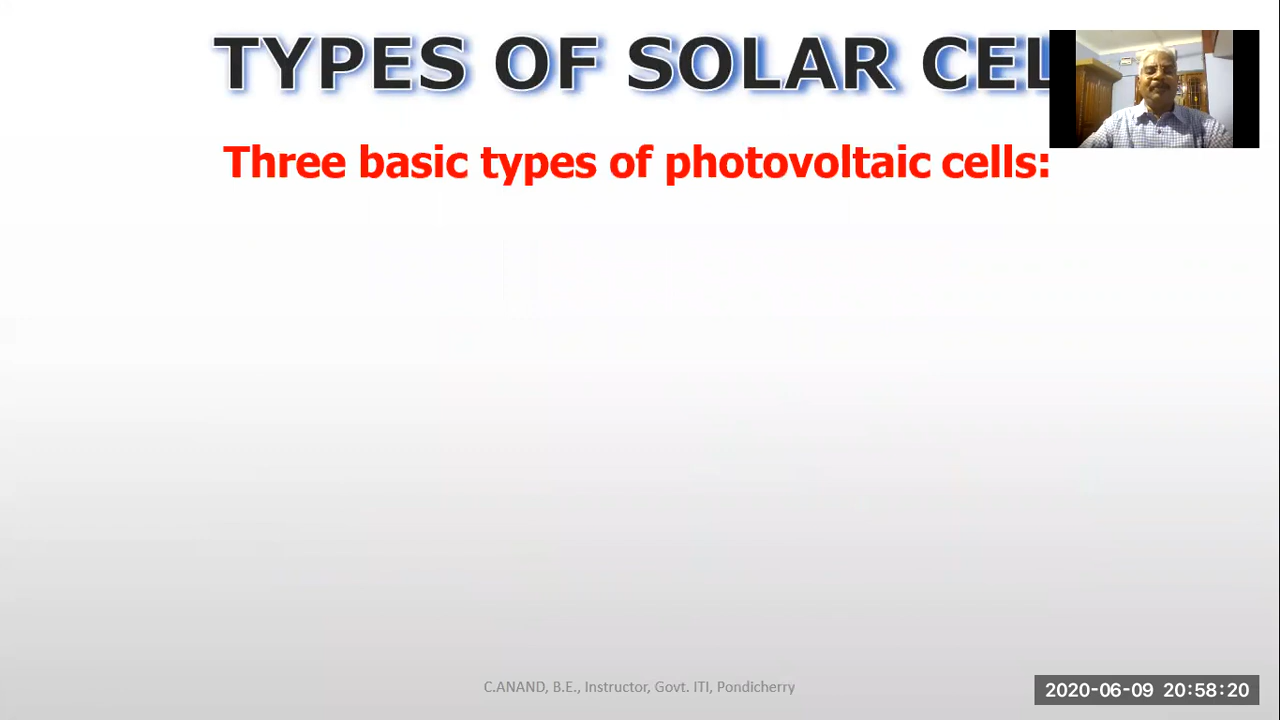 TYPES OF SOLAR CEL
Three basic types of photovoltaic cells:
C.ANAND, B.E., Instructor, Govt. ITI, Pondicherry
2020-06-09 20:58:20